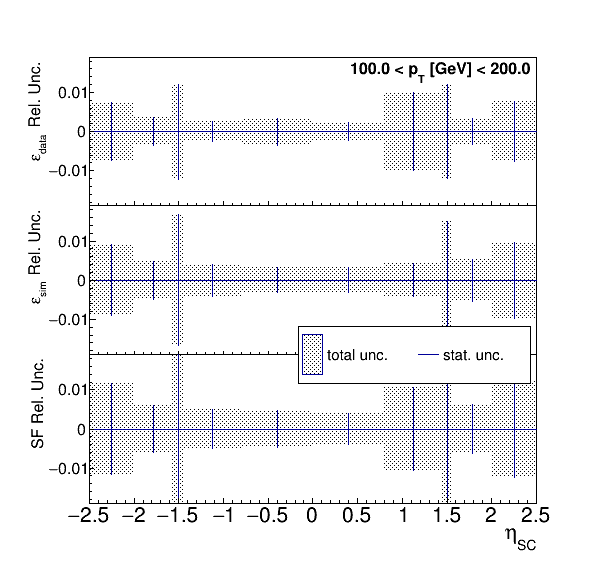 100.0 < p_T [GeV] < 200.0
ε_data Rel. Unc.
0.01
0
−0.01
ε_sim Rel. Unc.
0.01
0
−0.01
total unc.
stat. unc.
SF Rel. Unc.
0.01
0
−0.01
−2.5 −2 −1.5 −1 −0.5 0 0.5 1 1.5 2 2.5
η_SC